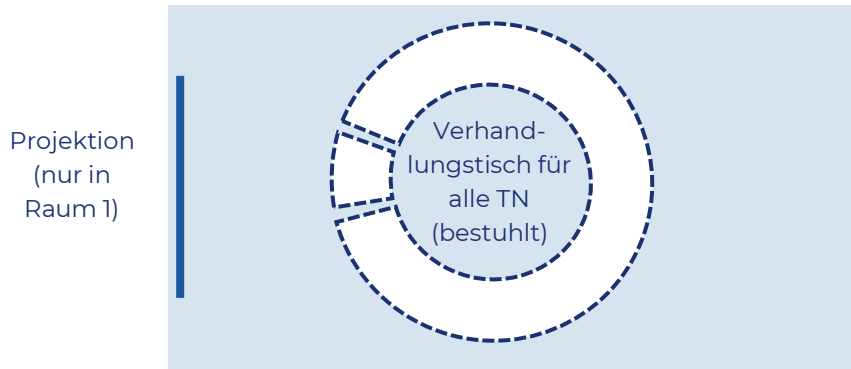 Projektion
(nur in
Raum 1)
Verhand-
lungstisch für
alle TN
(bestuhlt)